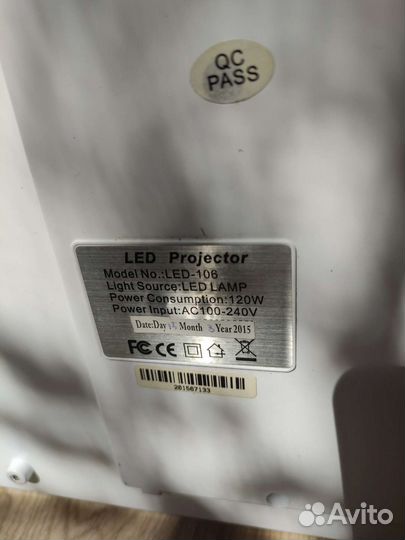 QC
PASS
LED Projector
Model No.:LED-106
Light Source:LED LAMP
Power Consumption:120W
Power Input:AC100-240V
Date:Day Month 3 Year 2015
FC CE
201507133
Avito